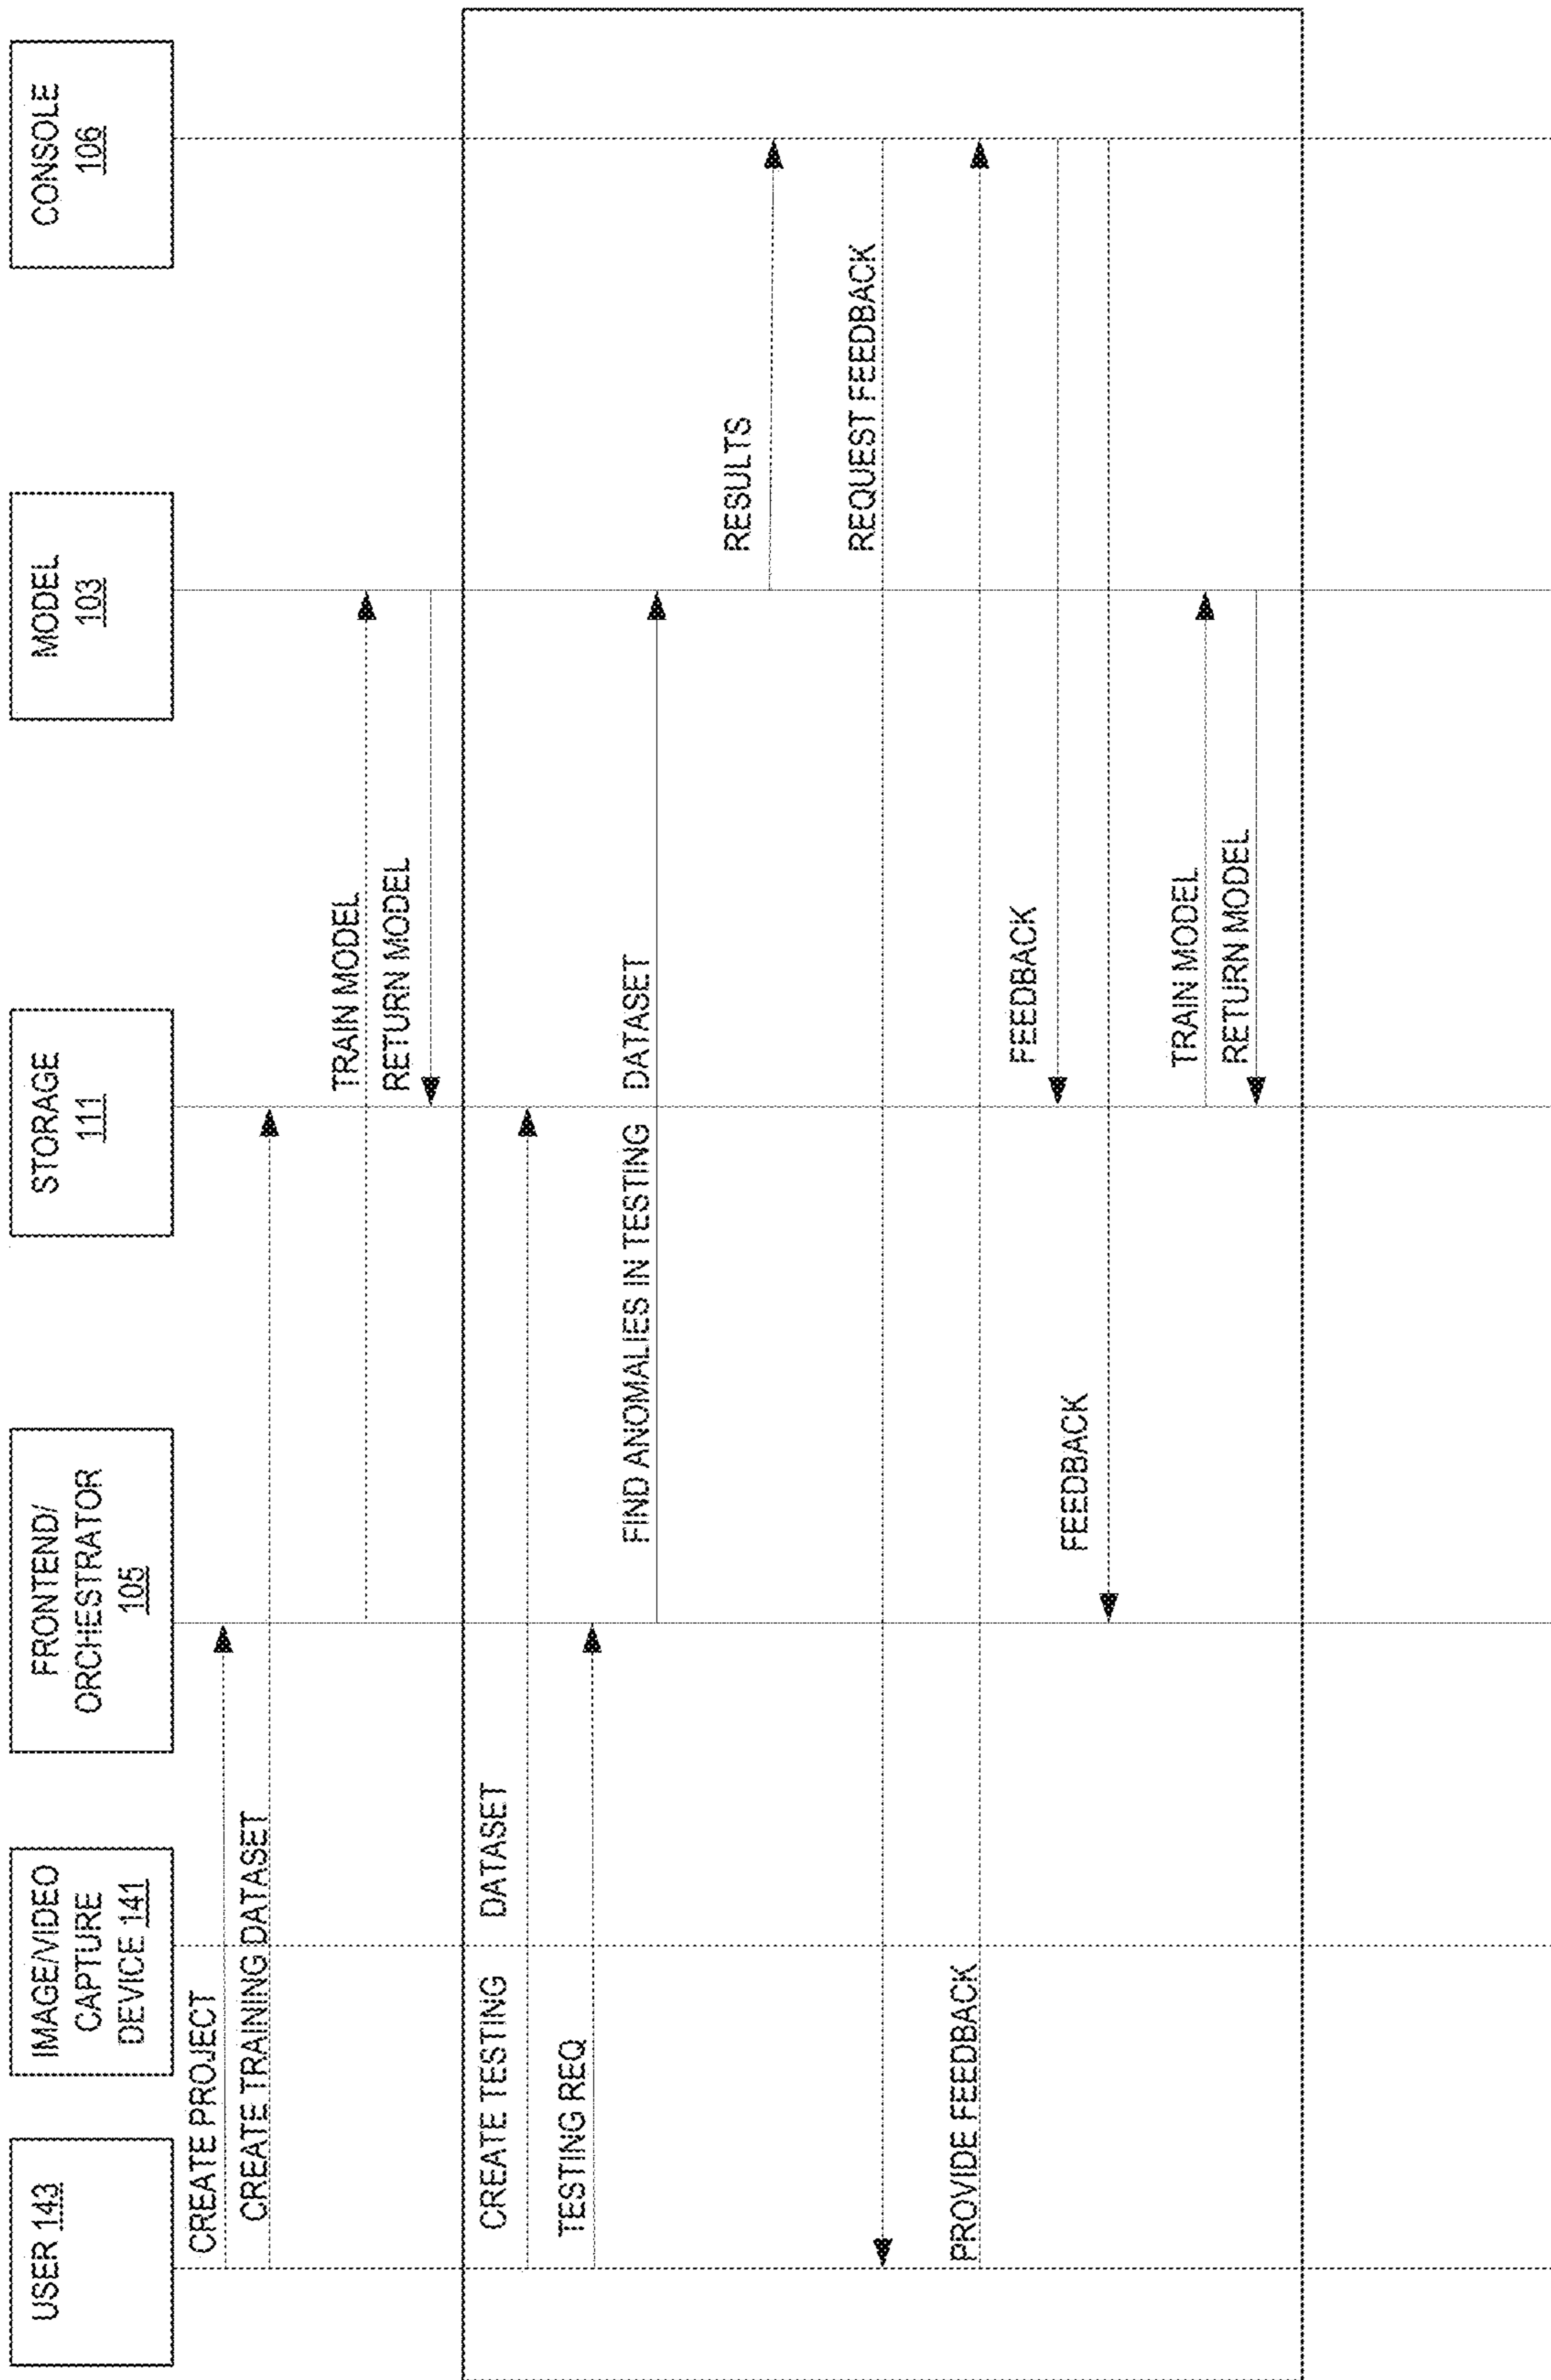 USER 143
IMAGE/VIDEO
CAPTURE
DEVICE 141
FRONTEND/
ORCHESTRATOR
105
STORAGE
111
MODEL
103
CONSOLE
106
CREATE PROJECT
CREATE TRAINING DATASET
TRAIN MODEL
RETURN MODEL
CREATE TESTING DATASET
TESTING REQ
FIND ANOMALIES IN TESTING DATASET
RESULTS
REQUEST FEEDBACK
PROVIDE FEEDBACK
FEEDBACK
FEEDBACK
TRAIN MODEL
RETURN MODEL